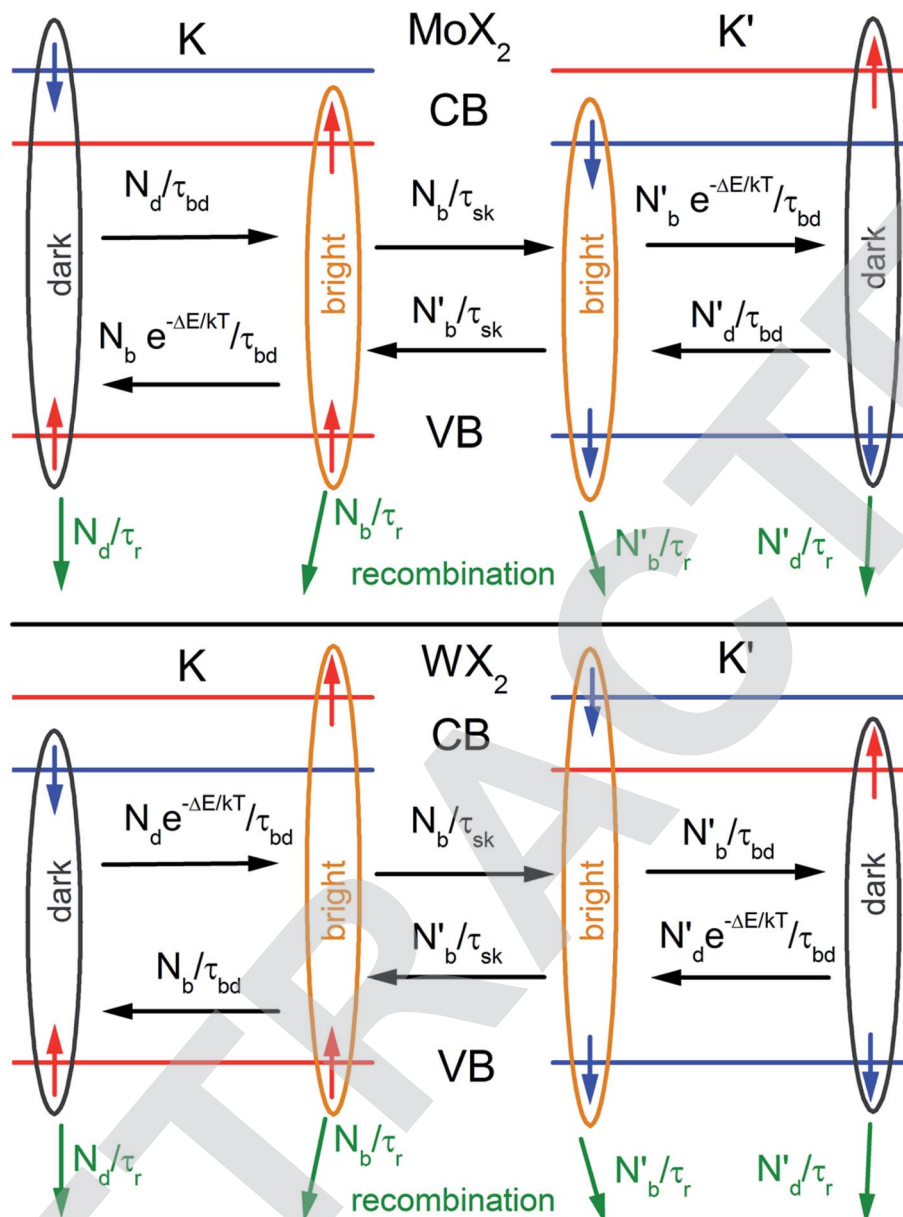 K MoX₂ K'
CB
N_d/τ_bd N_b/τ_sk N'_b e^-ΔE/kT/τ_bd
dark bright bright dark
N_b e^-ΔE/kT/τ_bd N'_b/τ_sk N'_d/τ_bd
VB
N_d/τ_r N_b/τ_r N'_b/τ_r N'_d/τ_r
recombination
K WX₂ K'
CB
N_d e^-ΔE/kT/τ_bd N_b/τ_sk N'_b/τ_bd
dark bright bright dark
N_b/τ_bd N'_b/τ_sk N'_d e^-ΔE/kT/τ_bd
VB
N_d/τ_r N_b/τ_r N'_b/τ_r N'_d/τ_r
recombination
TRACTE